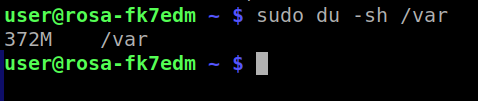 user@rosa-fk7edm ~ $ sudo du -sh /var
372M    /var
user@rosa-fk7edm ~ $